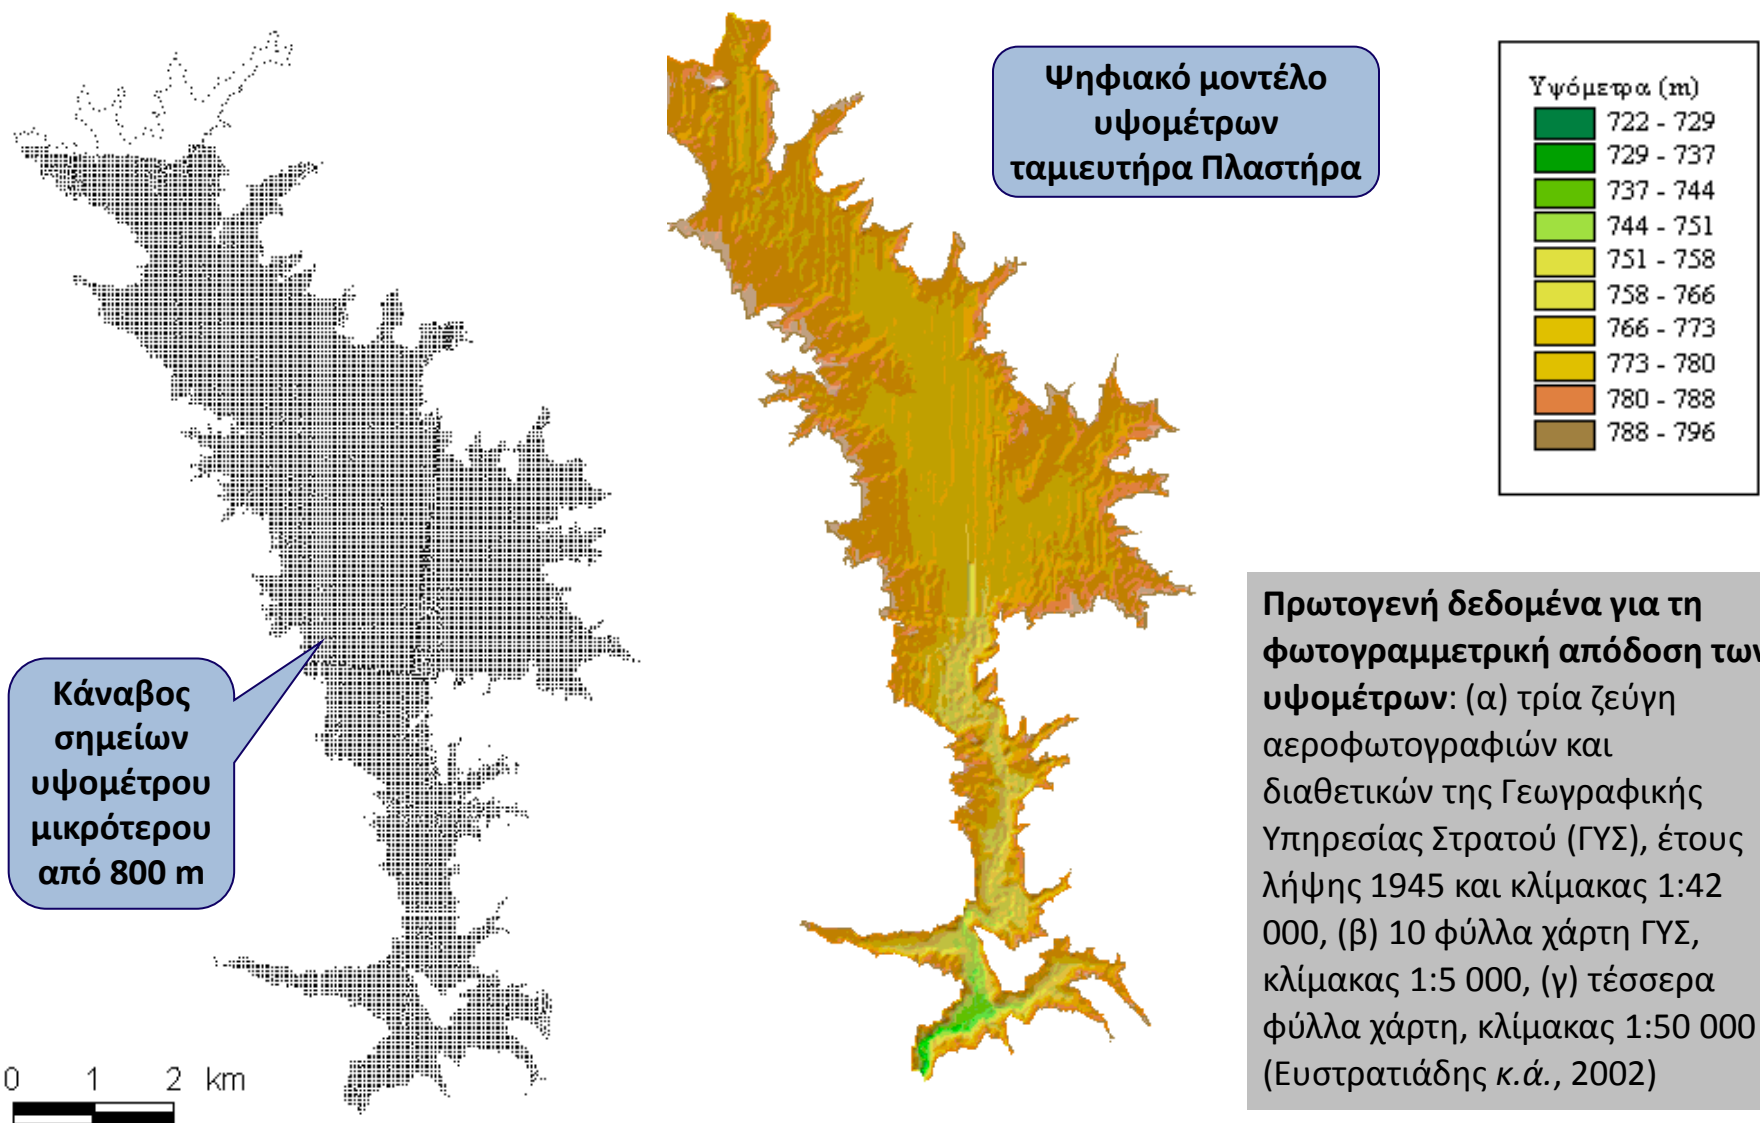 Ψηφιακό μοντέλο
υψομέτρων
ταμιευτήρα Πλαστήρα
Υψόμετρα (m)
722 - 729
729 - 737
737 - 744
744 - 751
751 - 758
758 - 766
766 - 773
773 - 780
780 - 788
788 - 796
Κάναβος
σημείων
υψομέτρου
μικρότερου
από 800 m
Πρωτογενή δεδομένα για τη
φωτογραμμετρική απόδοση των
υψομέτρων: (α) τρία ζεύγη
αεροφωτογραφιών και
διαθετικών της Γεωγραφικής
Υπηρεσίας Στρατού (ΓΥΣ), έτους
λήψης 1945 και κλίμακας 1:42
000, (β) 10 φύλλα χάρτη ΓΥΣ,
κλίμακας 1:5 000, (γ) τέσσερα
φύλλα χάρτη, κλίμακας 1:50 000
(Ευστρατιάδης κ.ά., 2002)
0 1 2 km